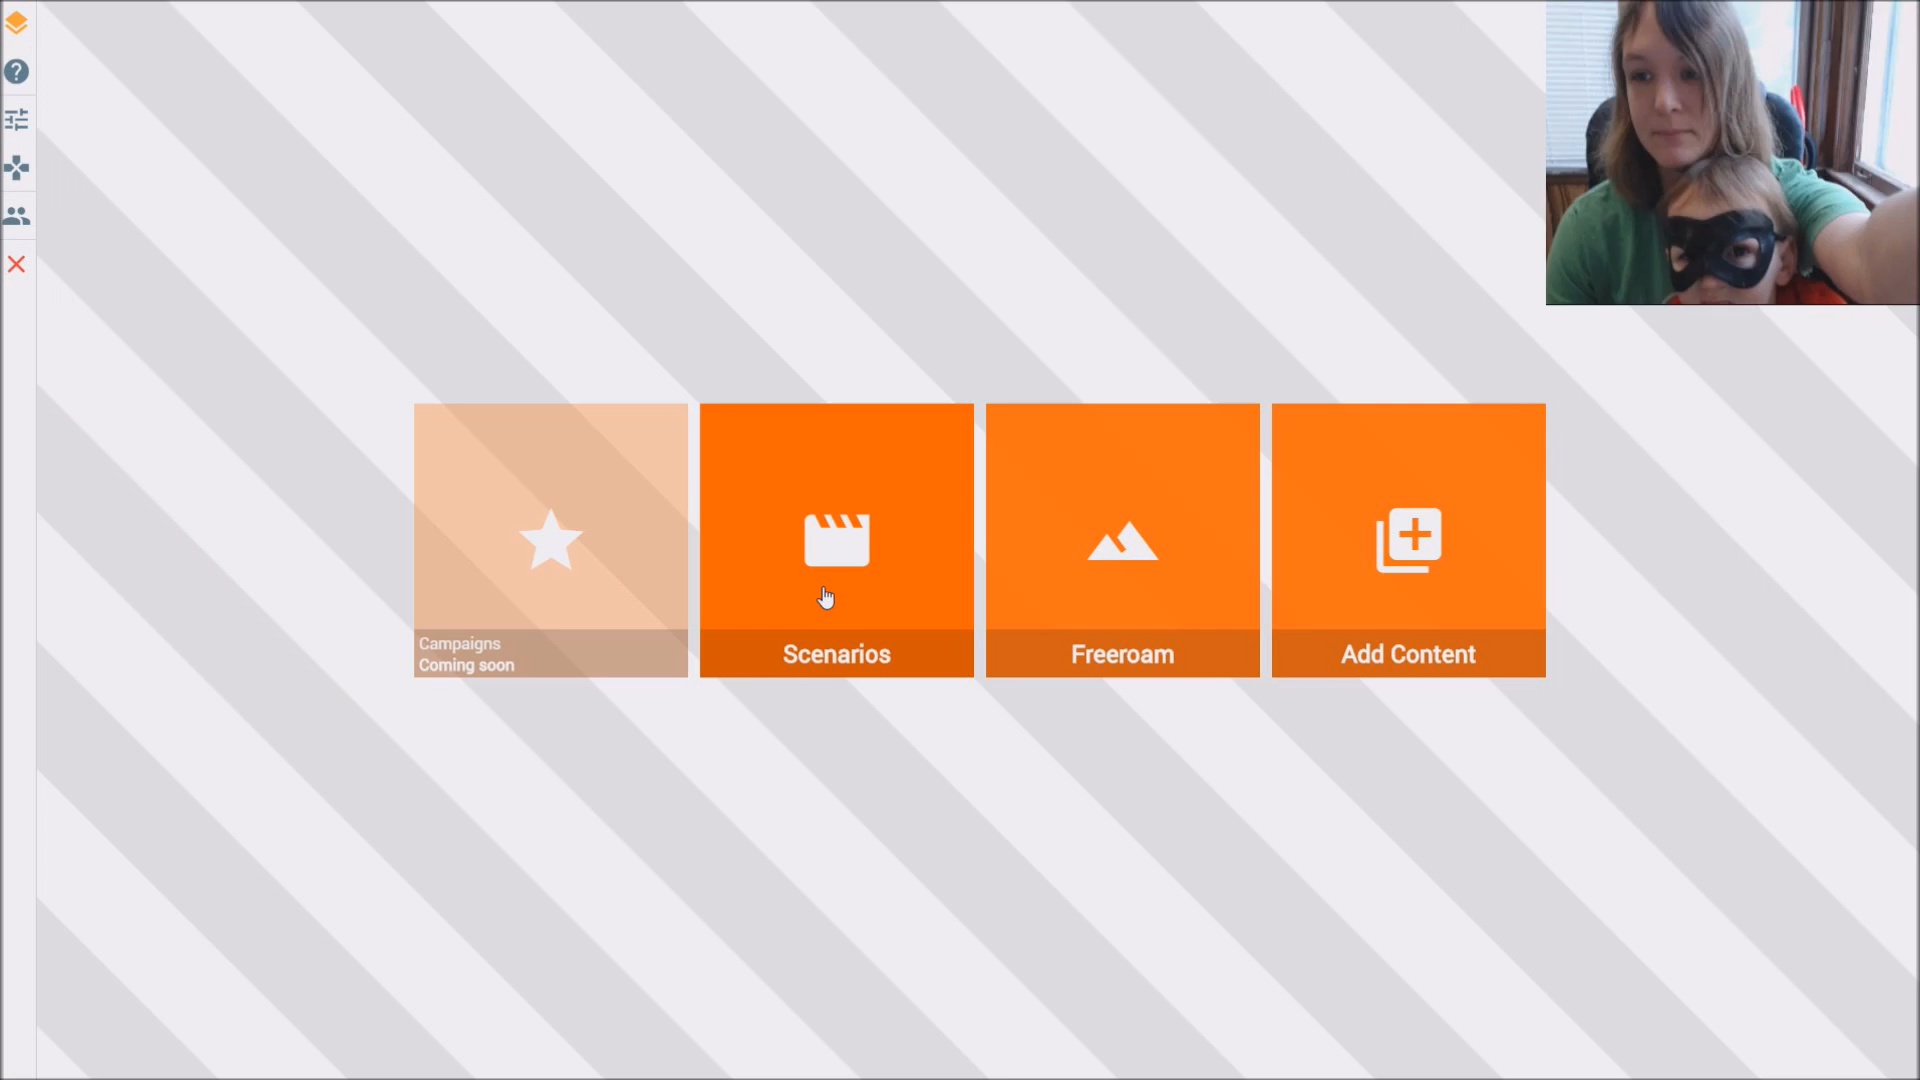 Campaigns
Coming soon
Scenarios
Freeroam
Add Content